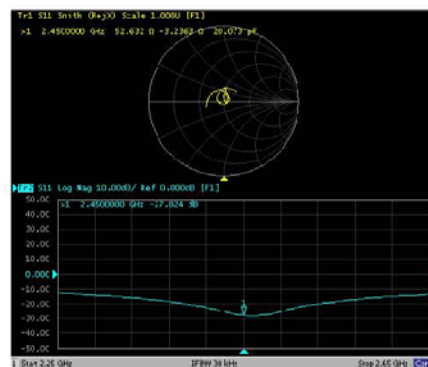 Tr1 S11 Smith (R+jX) Scale 1.000U [F1]
>1 2.4500000 GHz 52.632 Ω -3.2363 Ω 20.073 pF
Tr2 S11 Log Mag 10.00dB/ Ref 0.000dB [F1]
50.00
>1 2.4500000 GHz -27.824 dB
40.00
30.00
20.00
10.00
0.000
-10.00
-20.00
-30.00
-40.00
-50.00
1 Start 2.25 GHz IFBW 30 kHz Stop 2.65 GHz